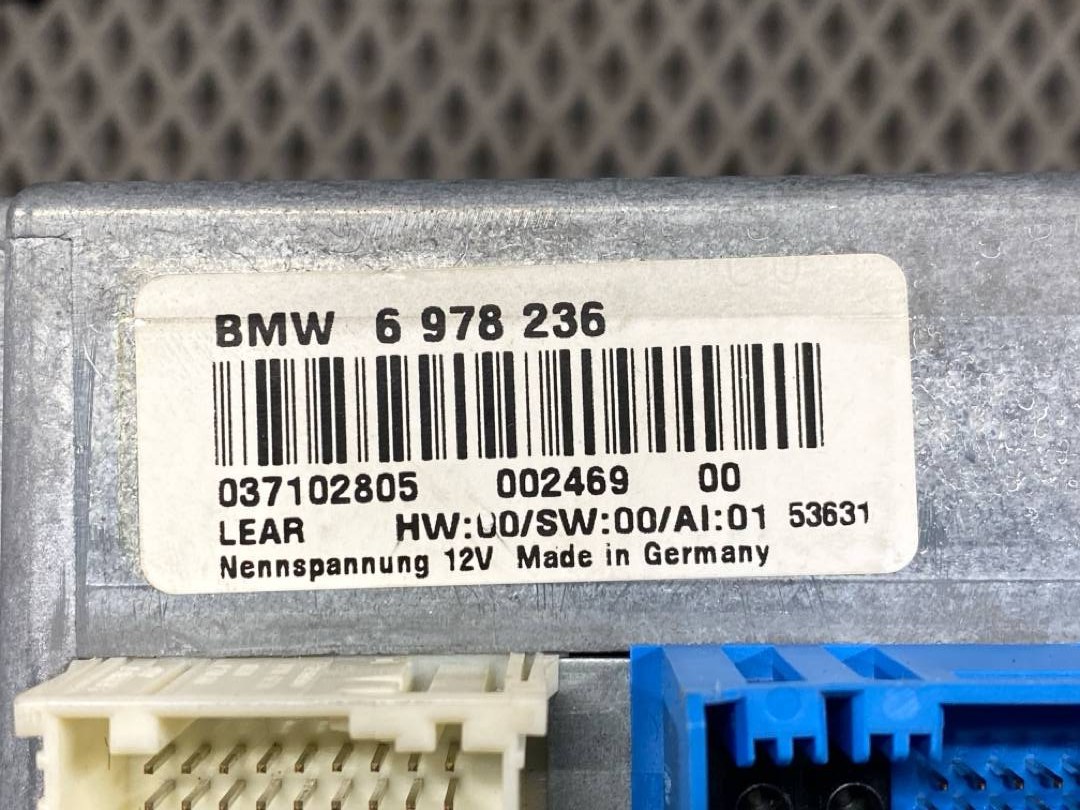 BMW 6 978 236
037102805 002469 00
LEAR HW:00/SW:00/AI:01 53631
Nennspannung 12V Made in Germany